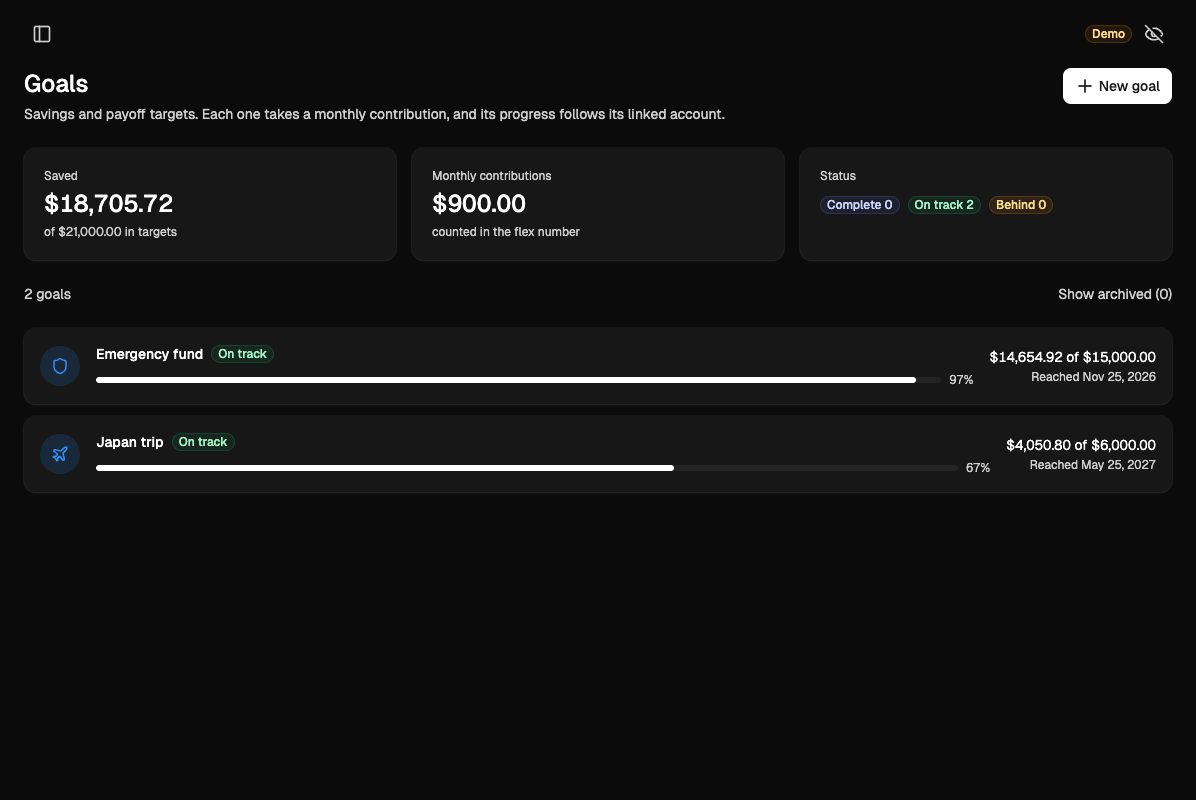 Demo
Goals
New goal
Savings and payoff targets. Each one takes a monthly contribution, and its progress follows its linked account.
Saved
$18,705.72
of $21,000.00 in targets
Monthly contributions
$900.00
counted in the flex number
Status
Complete 0 On track 2 Behind 0
2 goals
Show archived (0)
Emergency fund On track
97%
$14,654.92 of $15,000.00
Reached Nov 25, 2026
Japan trip On track
67%
$4,050.80 of $6,000.00
Reached May 25, 2027